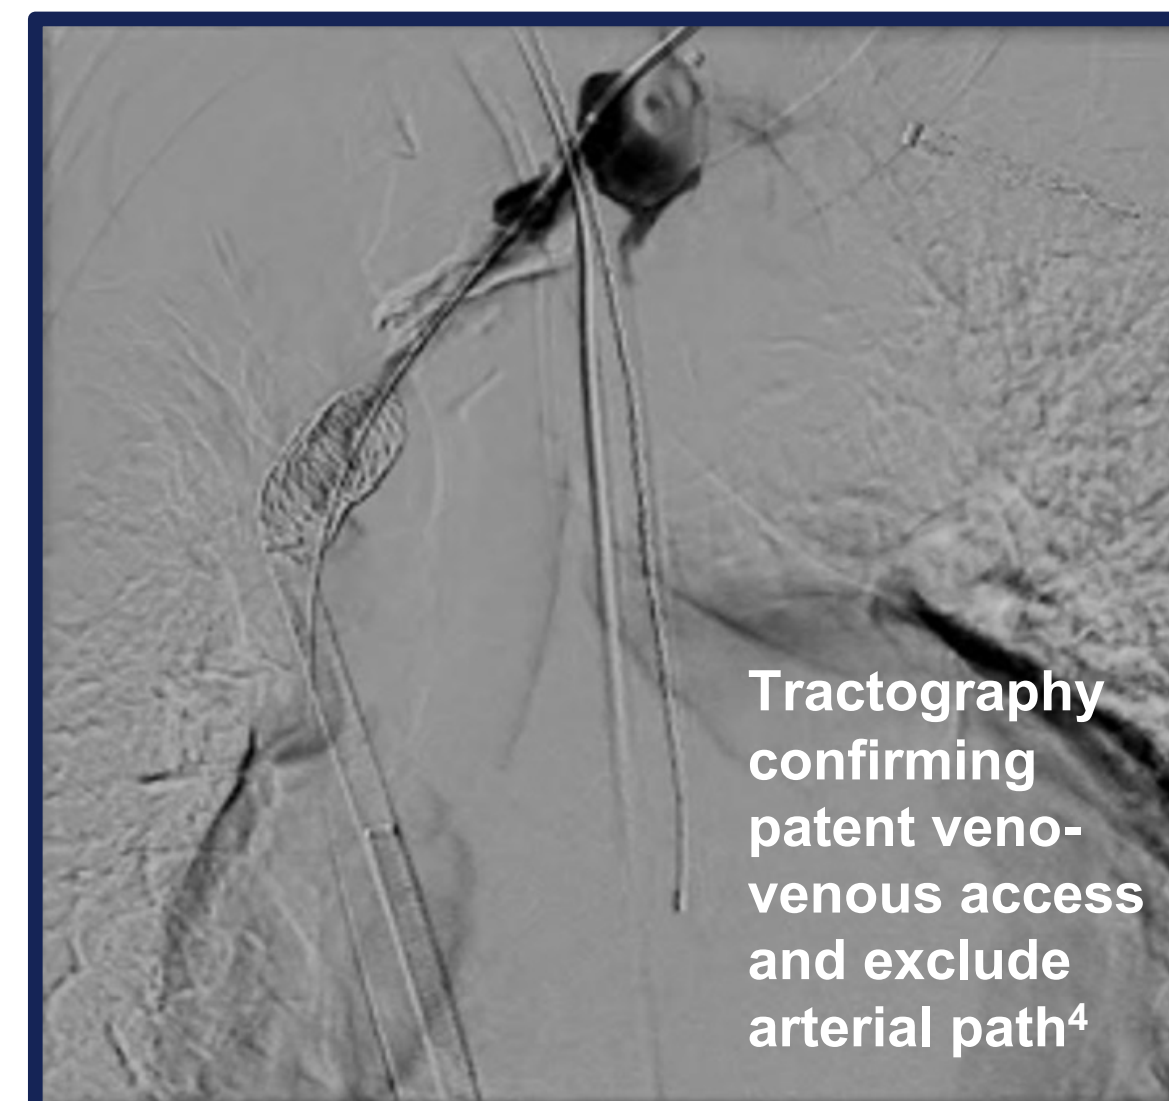 Tractography
confirming
patent veno-
venous access
and exclude
arterial path⁴